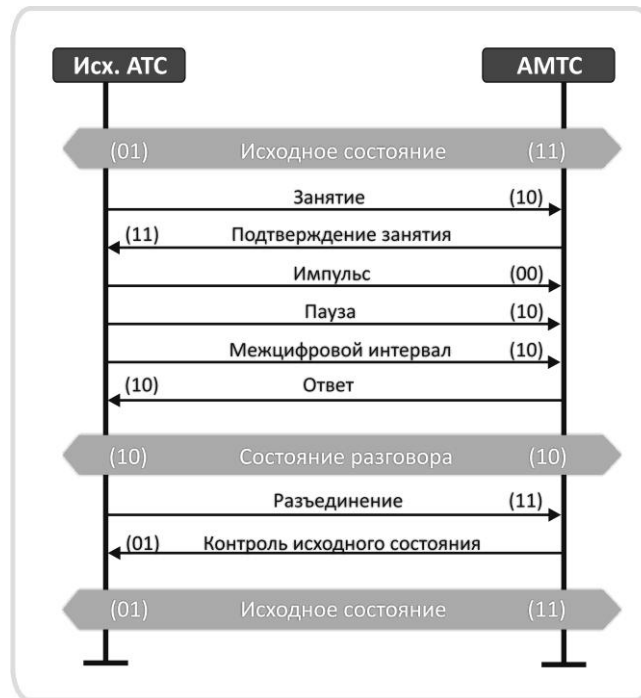 Исх. АТС АМТС
(01) Исходное состояние (11)
Занятие (10)
(11) Подтверждение занятия
Импульс (00)
Пауза (10)
Межцифровой интервал (10)
(10) Ответ
(10) Состояние разговора (10)
Разъединение (11)
(01) Контроль исходного состояния
(01) Исходное состояние (11)